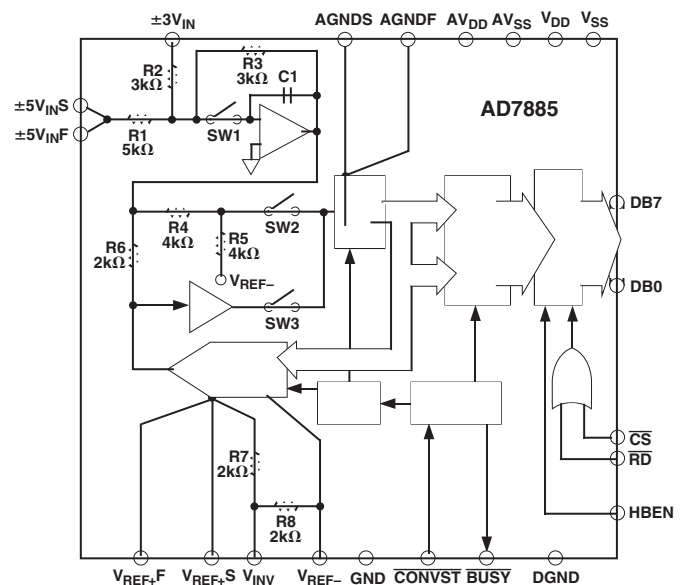 ±3VIN
AGNDS
AGNDF
AVDD
AVSS
VDD
VSS
R2
3kΩ
R3
3kΩ
C1
AD7885
±5VINS
±5VINF
R1
5kΩ
SW1
DB7
R4
4kΩ
SW2
R6
2kΩ
R5
4kΩ
VREF–
DB0
SW3
CS
RD
R7
2kΩ
HBEN
R8
2kΩ
VREF+F
VREF+S
VINV
VREF–
GND
CONVST
BUSY
DGND